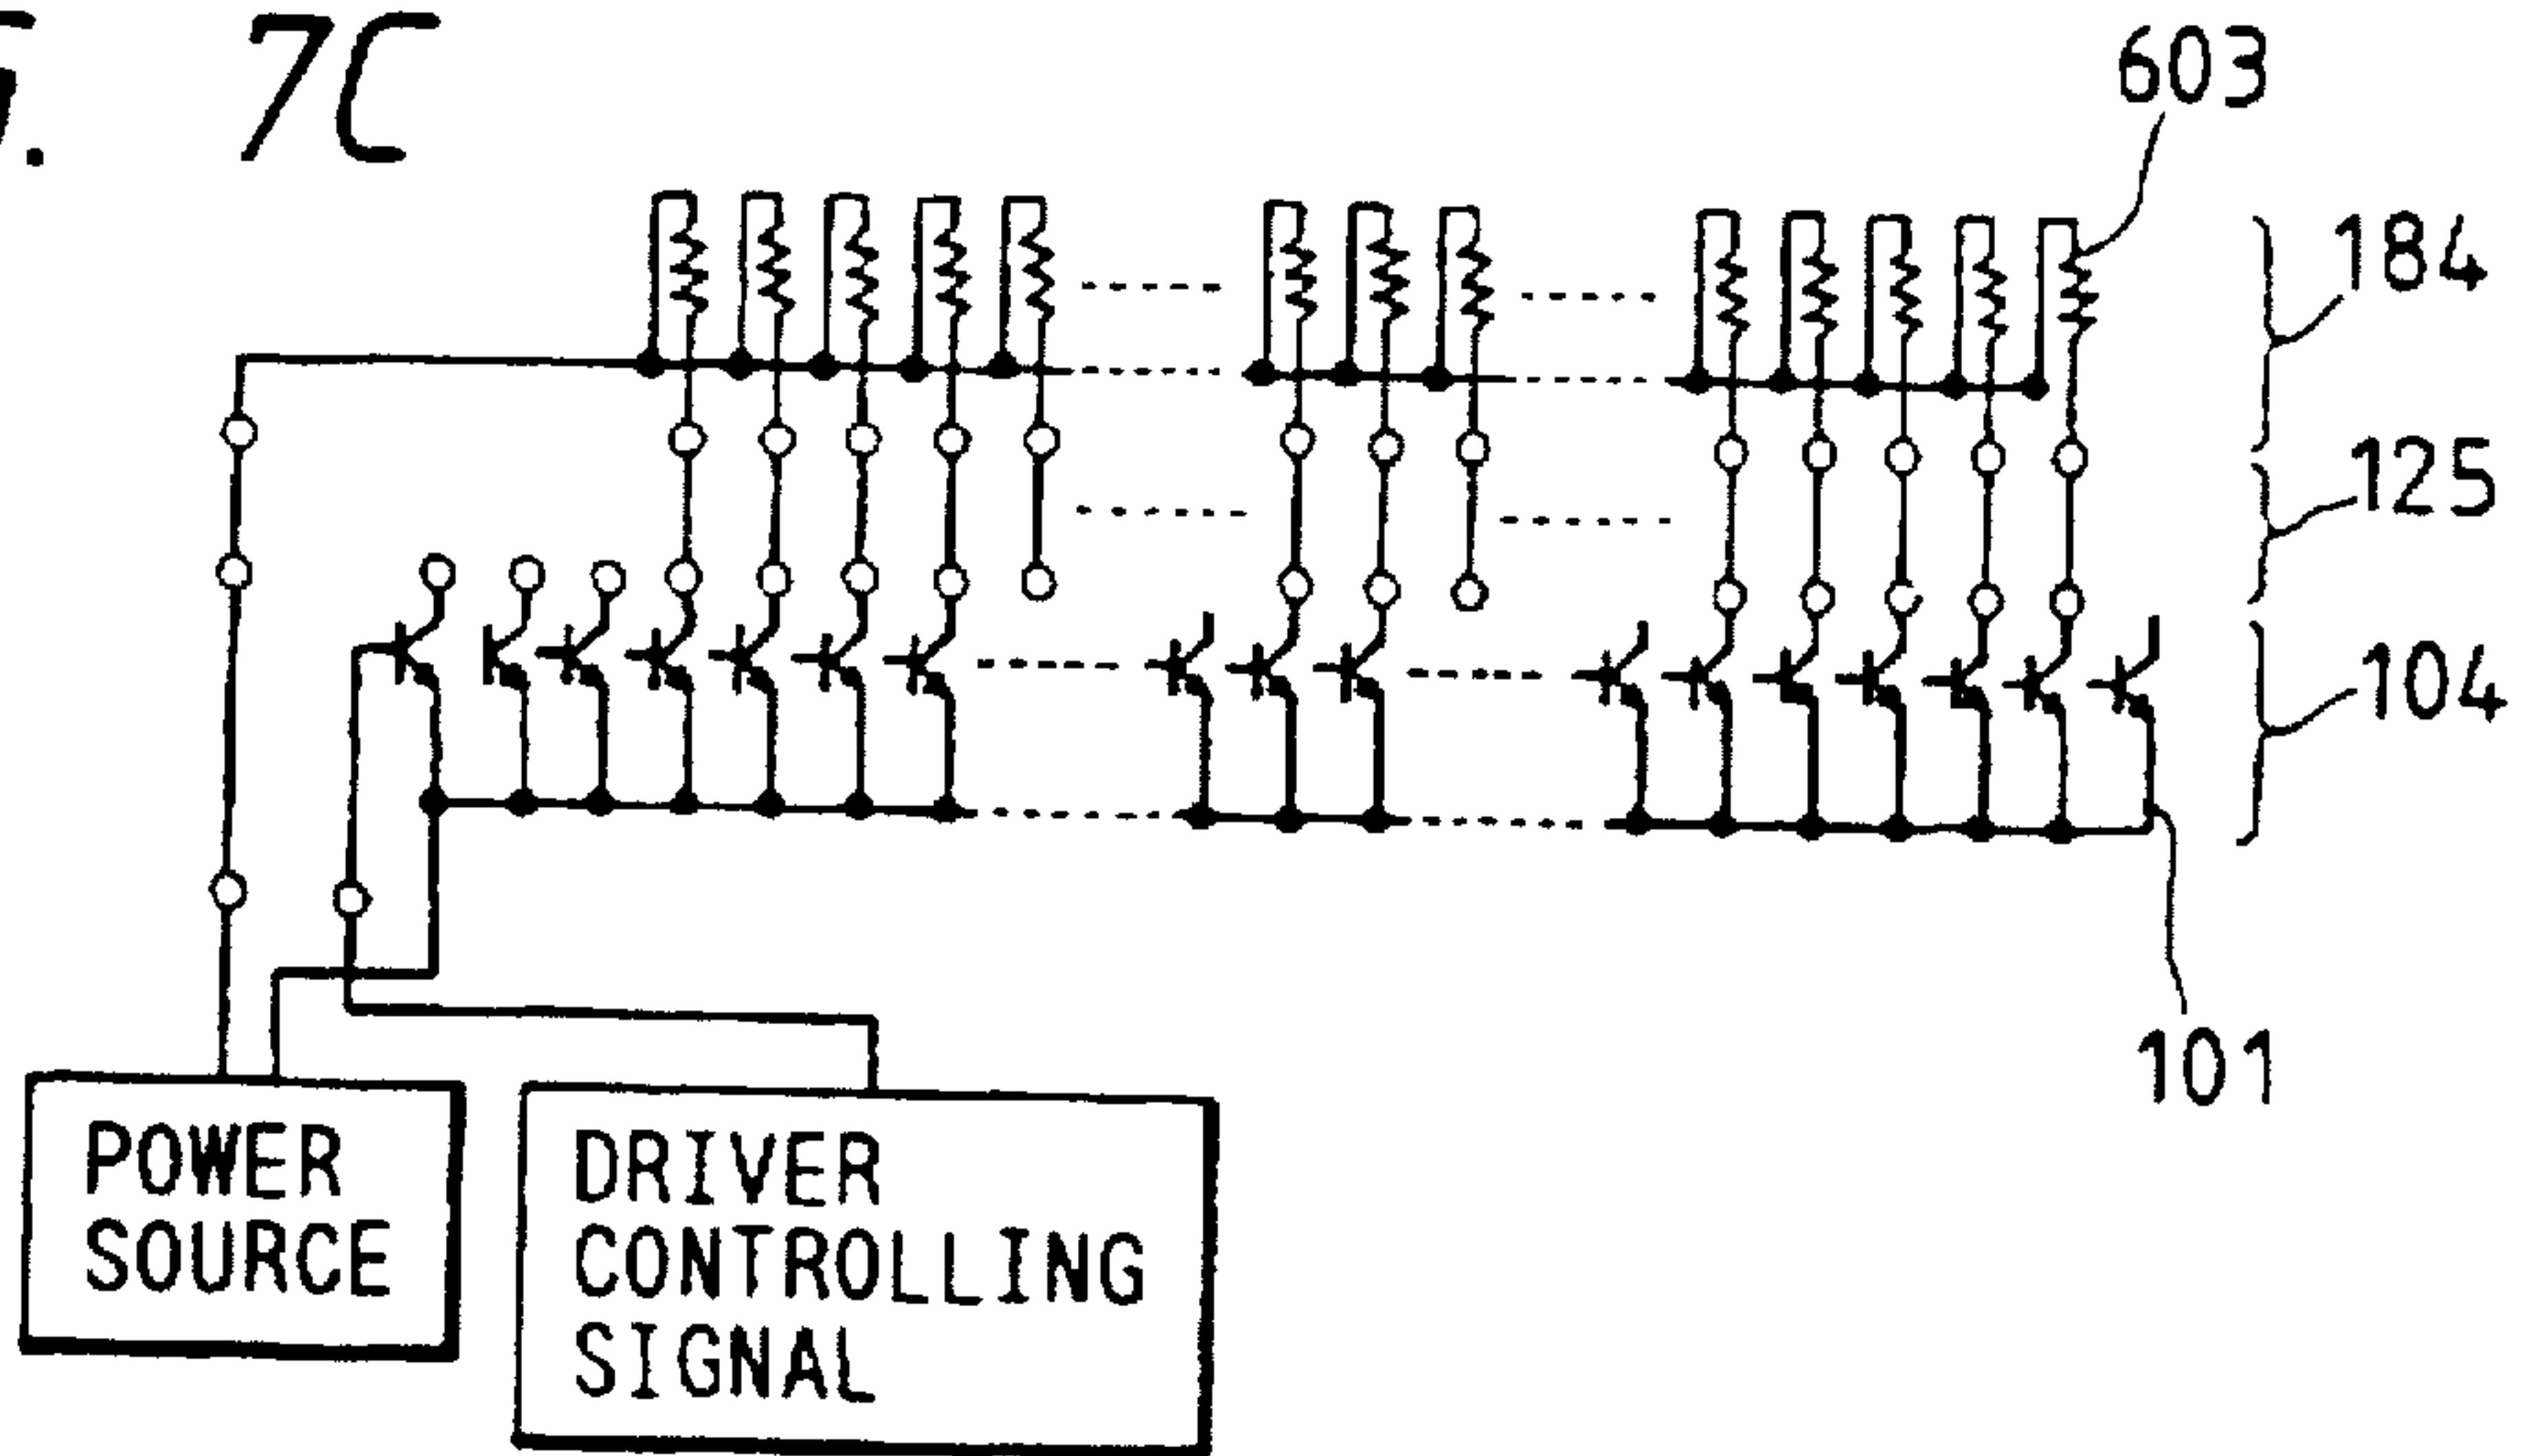 G. 7C
603
184
125
104
101
POWER
SOURCE
DRIVER
CONTROLLING
SIGNAL